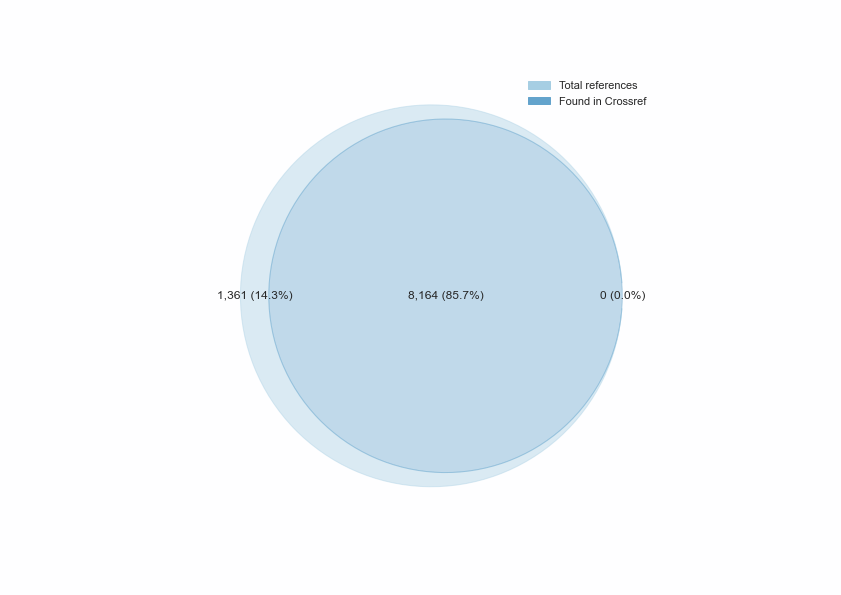 Total references
Found in Crossref
1,361 (14.3%)
8,164 (85.7%)
0 (0.0%)